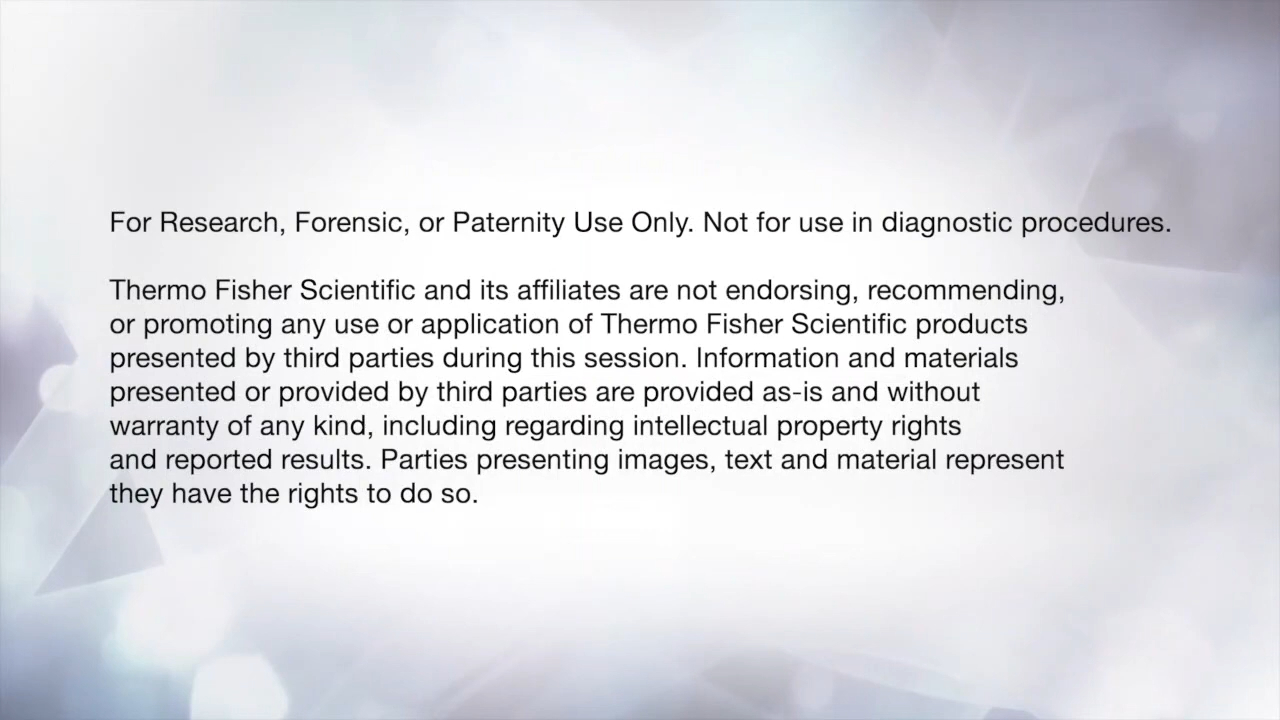 For Research, Forensic, or Paternity Use Only. Not for use in diagnostic procedures.
Thermo Fisher Scientific and its affiliates are not endorsing, recommending,
or promoting any use or application of Thermo Fisher Scientific products
presented by third parties during this session. Information and materials
presented or provided by third parties are provided as-is and without
warranty of any kind, including regarding intellectual property rights
and reported results. Parties presenting images, text and material represent
they have the rights to do so.